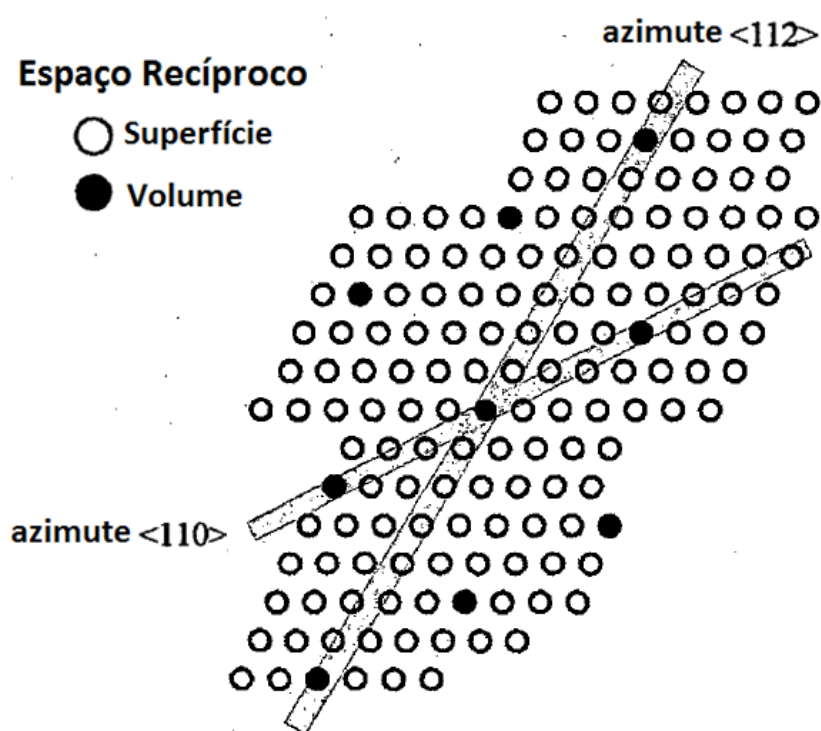 azimute <112>
Espaço Recíproco
Superfície
Volume
azimute <110>